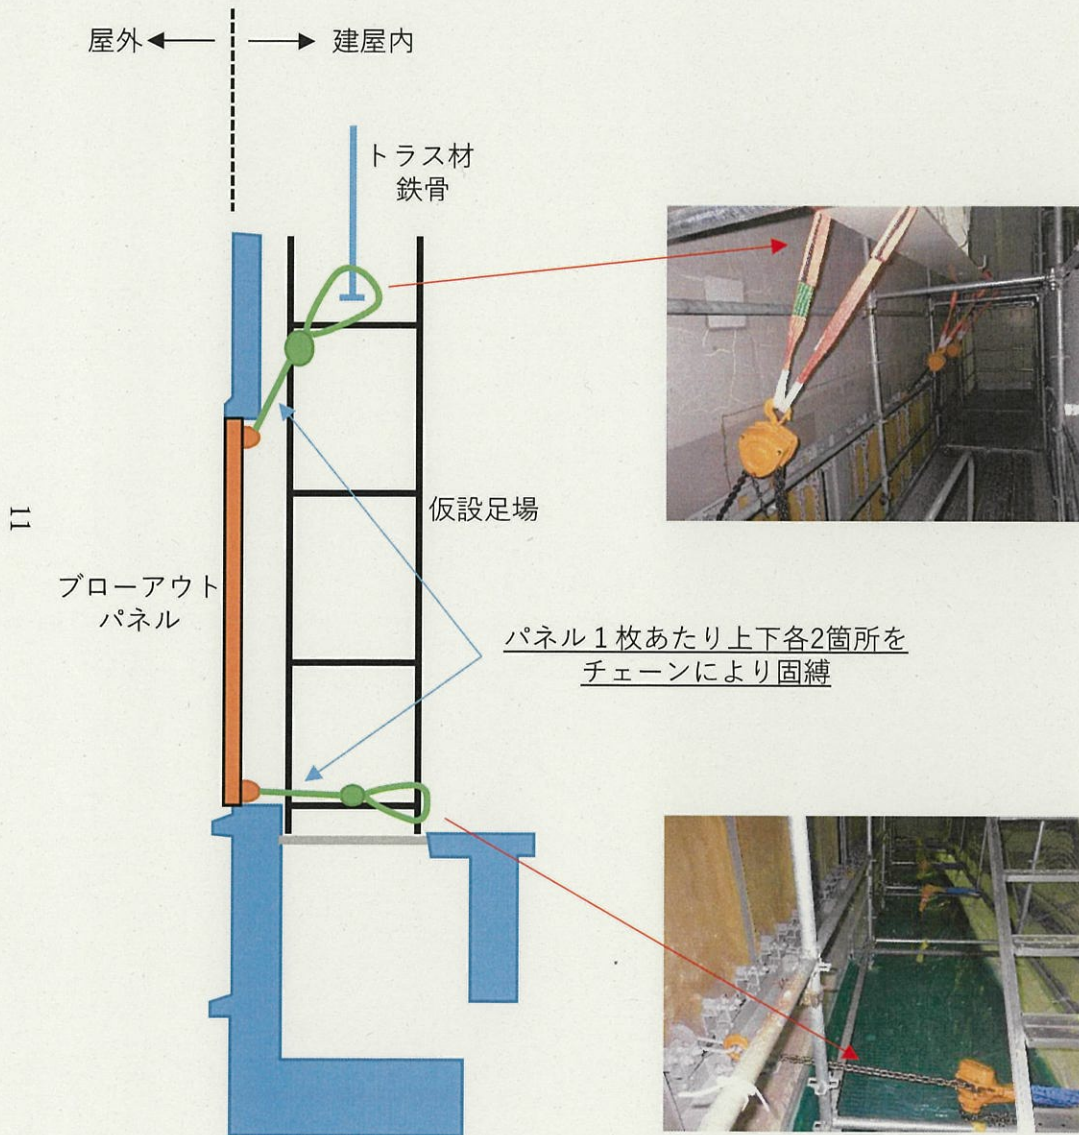 屋外
建屋内
トラス材
鉄骨
仮設足場
ブローアウト
パネル
パネル１枚あたり上下各2箇所を
チェーンにより固縛
11